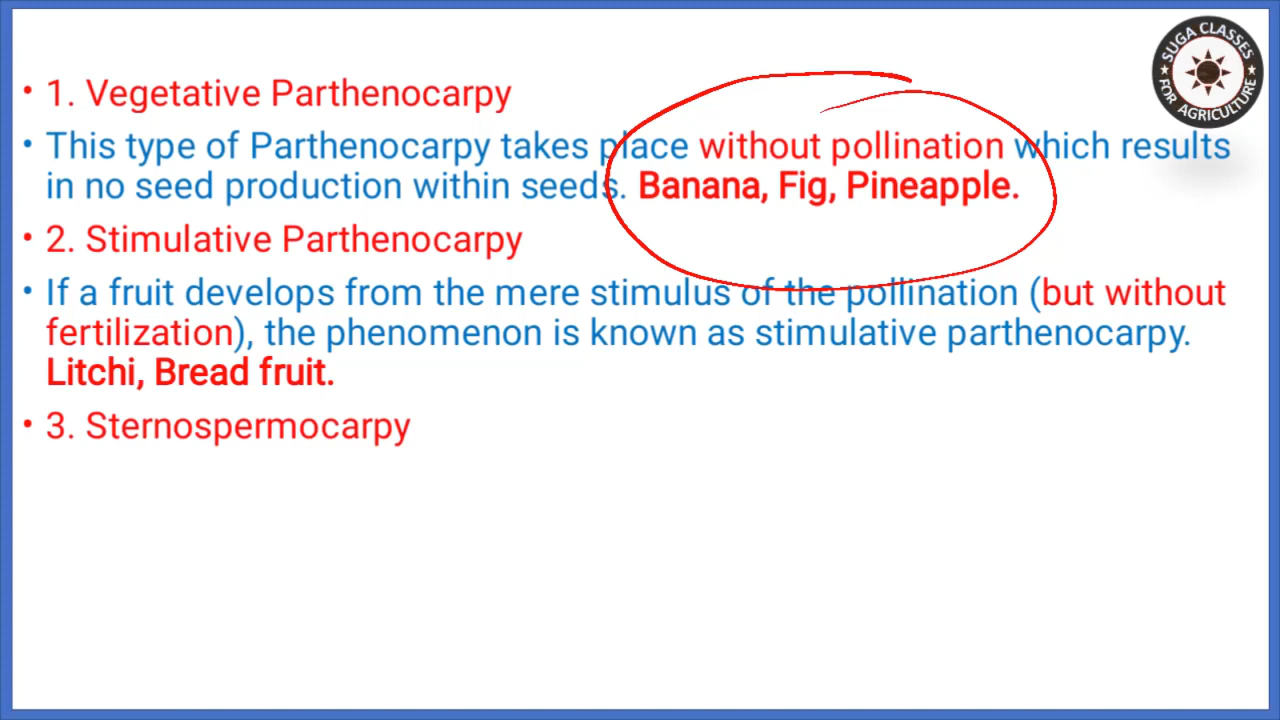 SUGA CLASSES
FOR AGRICULTURE
• 1. Vegetative Parthenocarpy
• This type of Parthenocarpy takes place without pollination which results
in no seed production within seeds. Banana, Fig, Pineapple.
• 2. Stimulative Parthenocarpy
• If a fruit develops from the mere stimulus of the pollination (but without
fertilization), the phenomenon is known as stimulative parthenocarpy.
Litchi, Bread fruit.
• 3. Sternospermocarpy